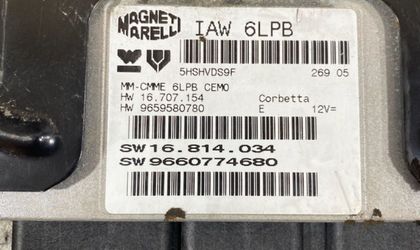 MAGNETI MARELLI IAW 6LPB
5HSHVDS9F 269 05
MM-CMME 6LPB CEMO
HW 16.707.154 Corbetta
HW 9659580780 E 12V=
SW 16.814.034
SW 9660774680